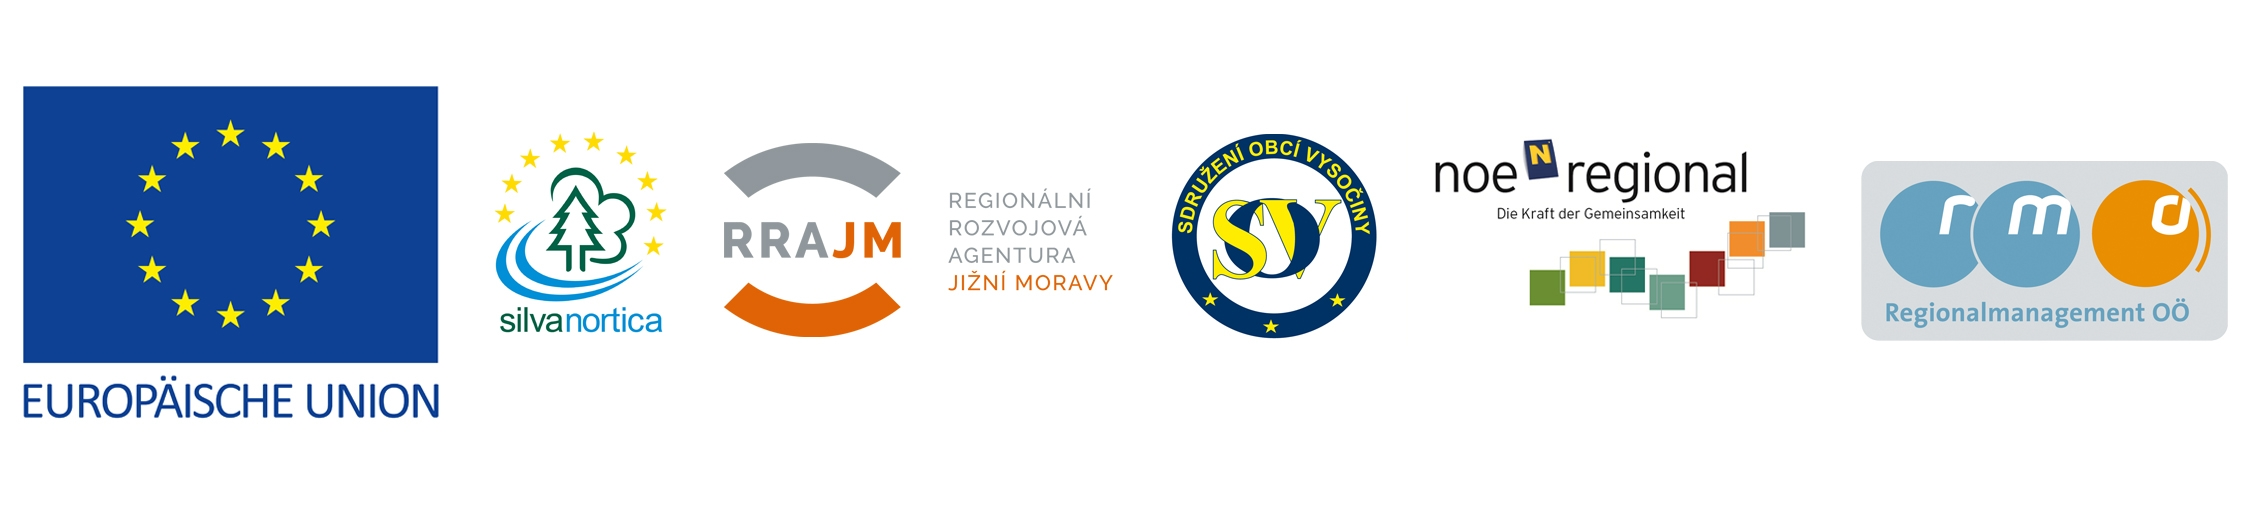 EUROPÄISCHE UNION
silvanortica
RRAJM
REGIONÁLNÍ
ROZVOJOVÁ
AGENTURA
JIŽNÍ MORAVY
SDRUŽENÍ OBCÍ VYSOČINY
SOV
noe N regional
Die Kraft der Gemeinsamkeit
rmd
Regionalmanagement OÖ